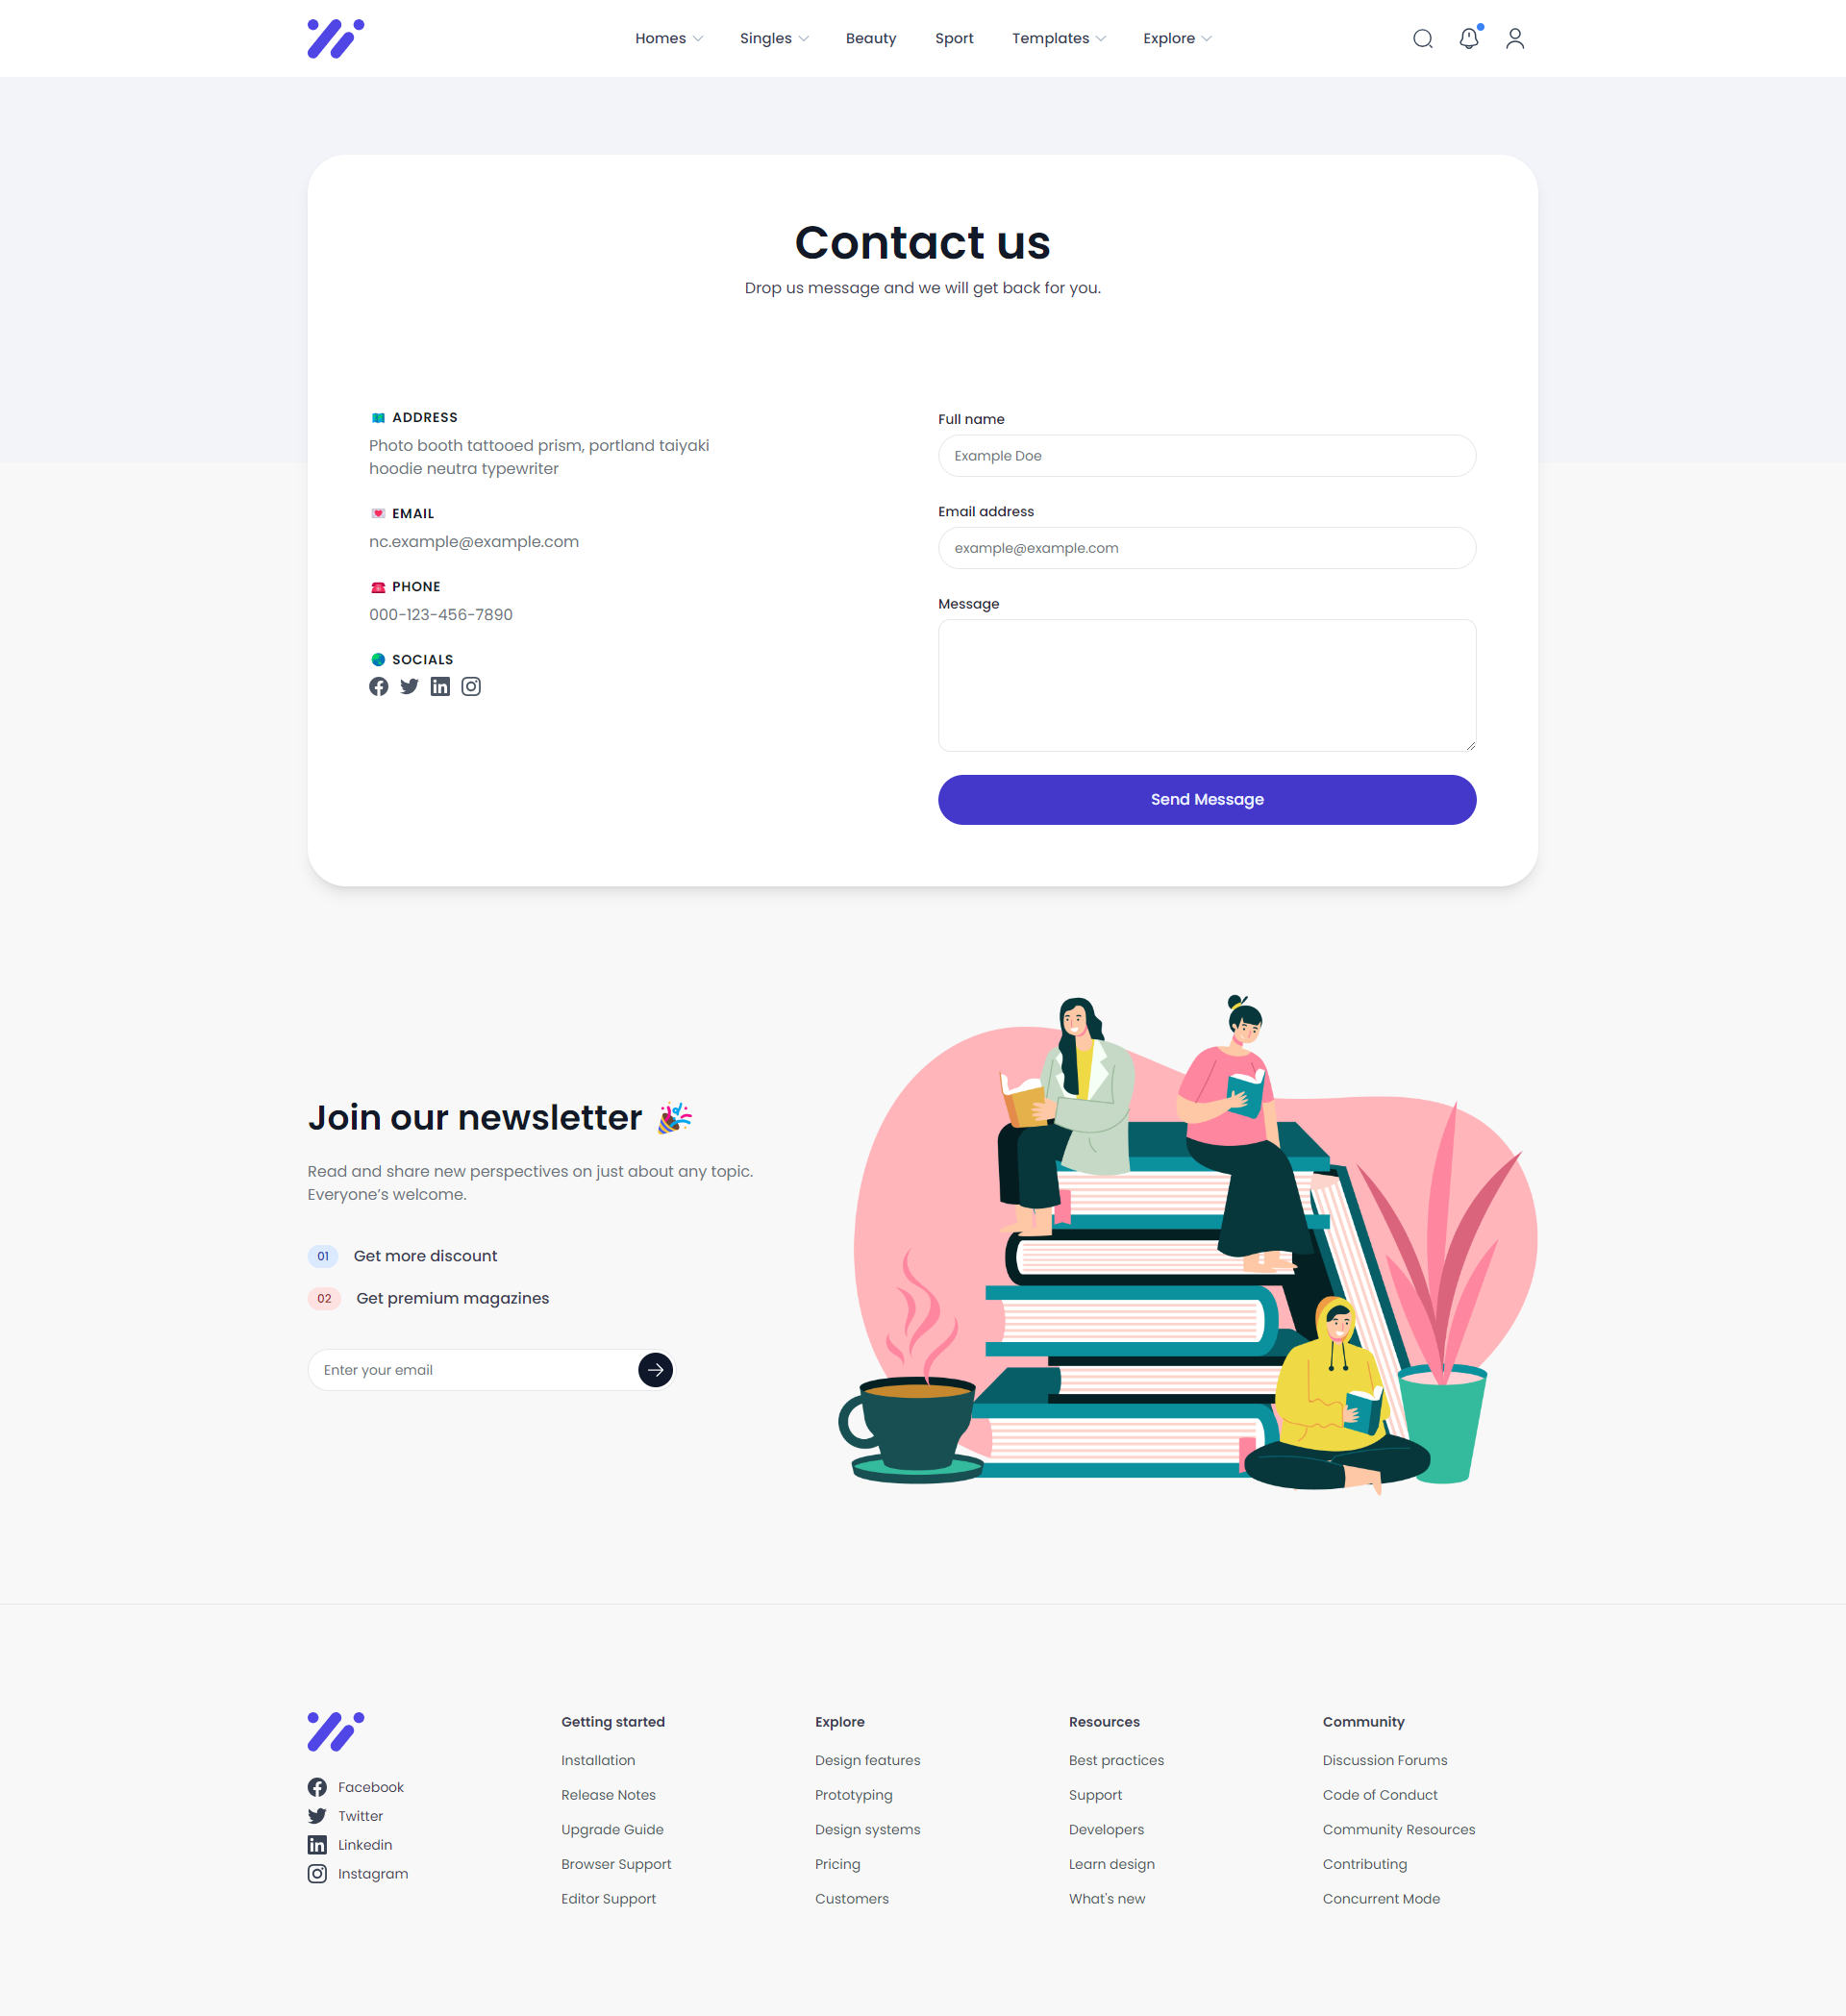 Homes
Singles
Beauty
Sport
Templates
Explore
Contact us
Drop us message and we will get back for you.
ADDRESS
Photo booth tattooed prism, portland taiyaki
hoodie neutra typewriter
EMAIL
nc.example@example.com
PHONE
000-123-456-7890
SOCIALS
Full name
Example Doe
Email address
example@example.com
Message
Send Message
Join our newsletter 🎉
Read and share new perspectives on just about any topic.
Everyone’s welcome.
01 Get more discount
02 Get premium magazines
Enter your email
Facebook
Twitter
Linkedin
Instagram
Getting started
Installation
Release Notes
Upgrade Guide
Browser Support
Editor Support
Explore
Design features
Prototyping
Design systems
Pricing
Customers
Resources
Best practices
Support
Developers
Learn design
What's new
Community
Discussion Forums
Code of Conduct
Community Resources
Contributing
Concurrent Mode